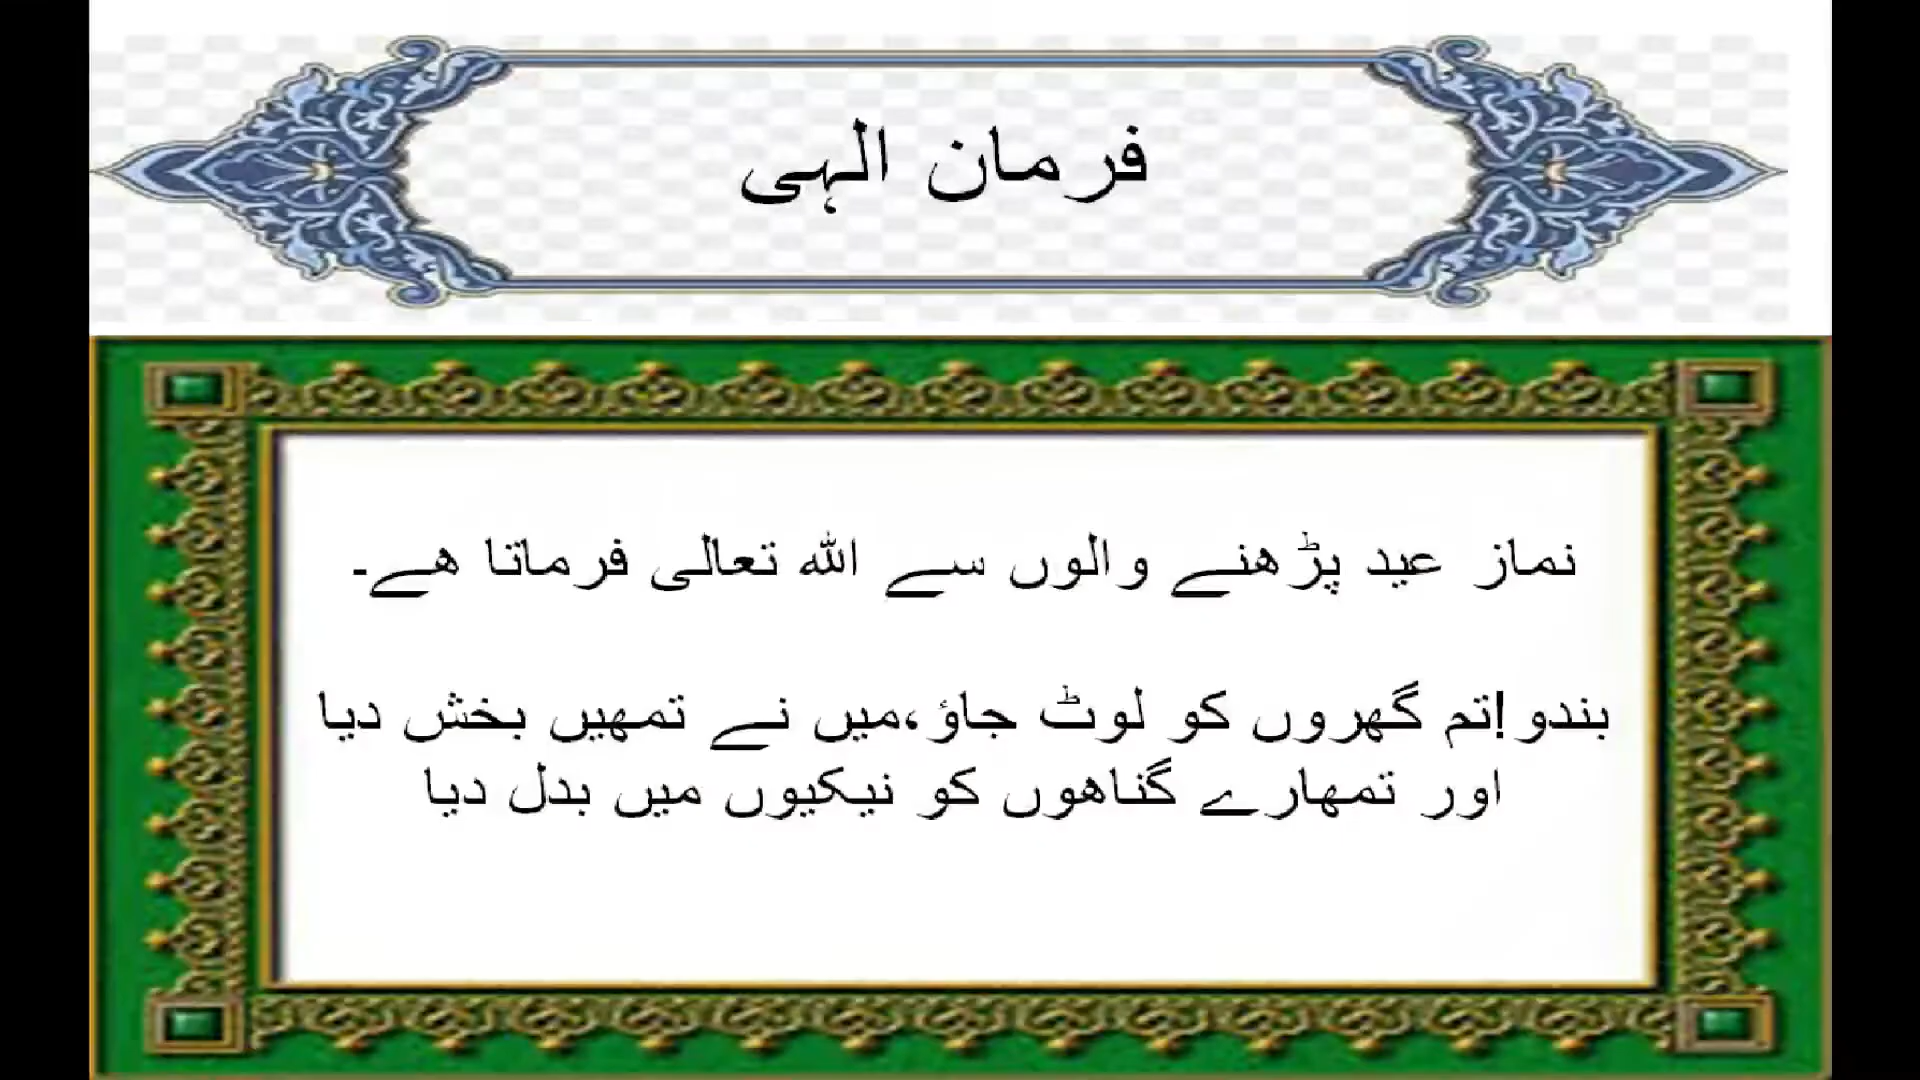 فرمان الہی
نماز عید پڑھنے والوں سے اللہ تعالی فرماتا ھے۔
بندو!تم گھروں کو لوٹ جاؤ،میں نے تمھیں بخش دیا
اور تمھارے گناھوں کو نیکیوں میں بدل دیا